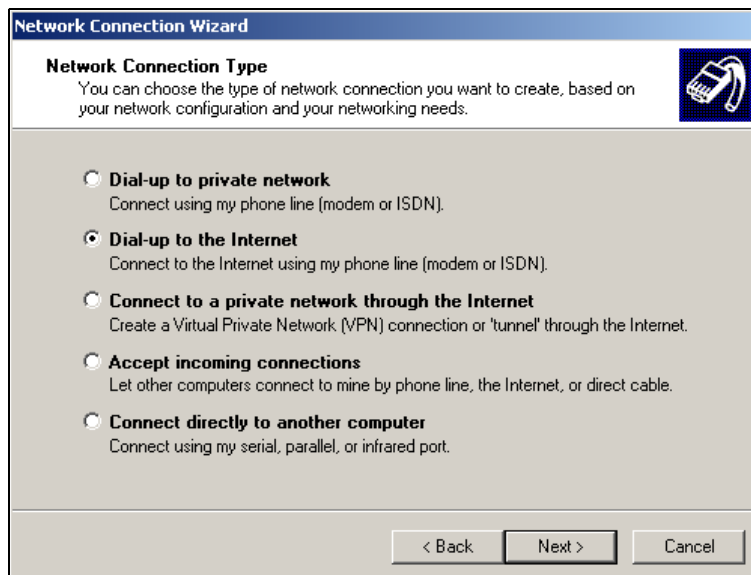 Network Connection Wizard
Network Connection Type
You can choose the type of network connection you want to create, based on
your network configuration and your networking needs.
Dial-up to private network
Connect using my phone line (modem or ISDN).
Dial-up to the Internet
Connect to the Internet using my phone line (modem or ISDN).
Connect to a private network through the Internet
Create a Virtual Private Network (VPN) connection or 'tunnel' through the Internet.
Accept incoming connections
Let other computers connect to mine by phone line, the Internet, or direct cable.
Connect directly to another computer
Connect using my serial, parallel, or infrared port.
< Back Next > Cancel